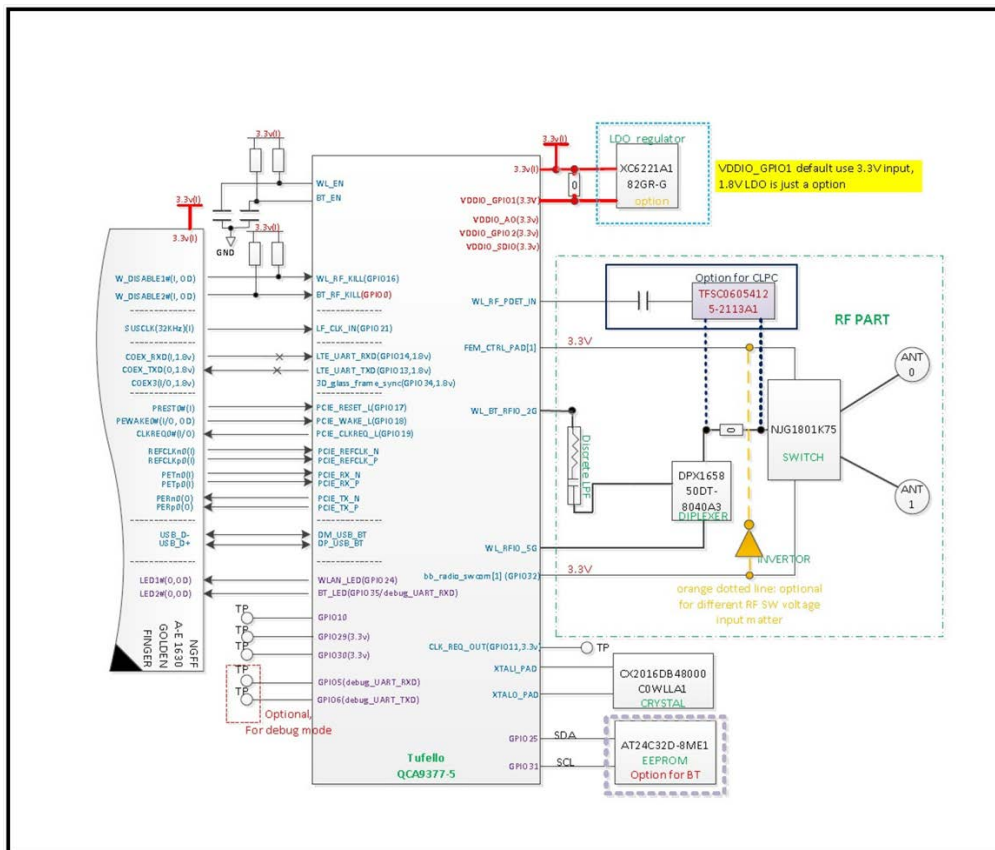 3.3v(I)
WL_EN
BT_EN
GND
3.3v(I)
3.3v(I)
W_DISABLE1#(I, OD)
W_DISABLE2#(I, OD)
SUSCLK(32KHz)(I)
COEX_RXD(I,1.8v)
COEX_TXD(O,1.8v)
COEX3(I/O,1.8v)
PREST0#(I)
PEWAKE0#(I/O, OD)
CLKREQ0#(I/O)
REFCLKn0(I)
REFCLKp0(I)
PETn0(I)
PETp0(I)
PERn0(O)
PERp0(O)
USB_D-
USB_D+
LED1#(O,OD)
LED2#(O,OD)
NGFF
A-E 1630
GOLDEN
FINGER
WL_RF_KILL(GPIO16)
BT_RF_KILL(GPIO0)
LF_CLK_IN(GPIO21)
LTE_UART_RXD(GPIO14,1.8v)
LTE_UART_TXD(GPIO13,1.8v)
3D_glass_frame_sync(GPIO34,1.8v)
PCIE_RESET_L(GPIO17)
PCIE_WAKE_L(GPIO18)
PCIE_CLKREQ_L(GPIO19)
PCIE_REFCLK_N
PCIE_REFCLK_P
PCIE_RX_N
PCIE_RX_P
PCIE_TX_N
PCIE_TX_P
DM_USB_BT
DP_USB_BT
WLAN_LED(GPIO24)
BT_LED(GPIO35/debug_UART_RXD)
TP
GPIO10
TP
GPIO29(3.3v)
TP
GPIO30(3.3v)
TP
GPIO5(debug_UART_RXD)
TP
GPIO6(debug_UART_TXD)
Optional,
For debug mode
Tufello
QCA9377-5
3.3v(I)
3.3v(I)
VDDIO_GPIO1(3.3V)
VDDIO_AO(3.3v)
VDDIO_GPIO2(3.3v)
VDDIO_SDIO(3.3v)
0
LDO regulator
XC6221A1
82GR-G
option
VDDIO_GPIO1 default use 3.3V input,
1.8V LDO is just a option
WL_RF_PDET_IN
Option for CLPC
TFSC0605412
5-2113A1
RF PART
FEM_CTRL_PAD[1]
3.3V
WL_BT_RFIO_2G
Discrete LPF
0
NJG1801K75
SWITCH
ANT
0
ANT
1
DPX1658
50DT-
8040A3
DIPLEXER
WL_RFIO_5G
INVERTOR
bb_radio_swcom[1] (GPIO32)
3.3V
orange dotted line: optional
for different RF SW voltage
input matter
CLK_REQ_OUT(GPIO11,3.3v)
TP
XTALI_PAD
XTALO_PAD
CX2016DB48000
C0WLLA1
CRYSTAL
GPIO25
SDA
GPIO31
SCL
AT24C32D-8ME1
EEPROM
Option for BT